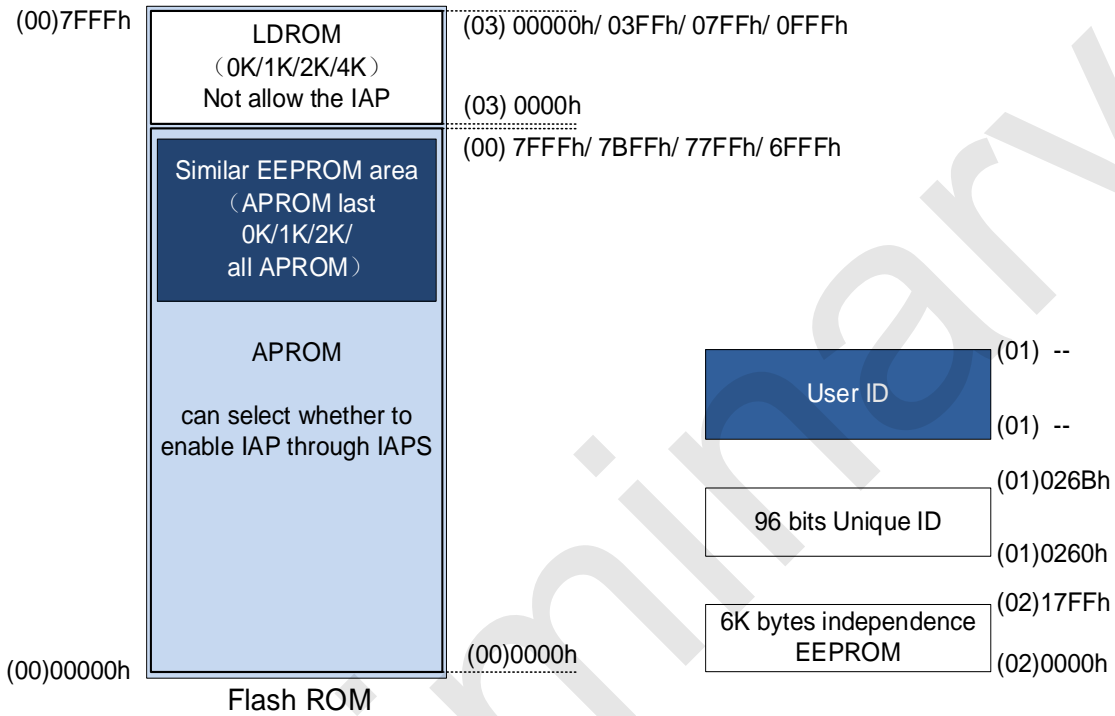 (00)7FFFh
LDROM
（0K/1K/2K/4K）
Not allow the IAP
(03) 00000h/ 03FFh/ 07FFh/ 0FFFh
(03) 0000h
(00) 7FFFh/ 7BFFh/ 77FFh/ 6FFFh
Similar EEPROM area
（APROM last
0K/1K/2K/
all APROM）
APROM
can select whether to
enable IAP through IAPS
(00)0000h
(00)00000h
Flash ROM
(01) --
User ID
(01) --
(01)026Bh
96 bits Unique ID
(01)0260h
(02)17FFh
6K bytes independence
EEPROM
(02)0000h
minary